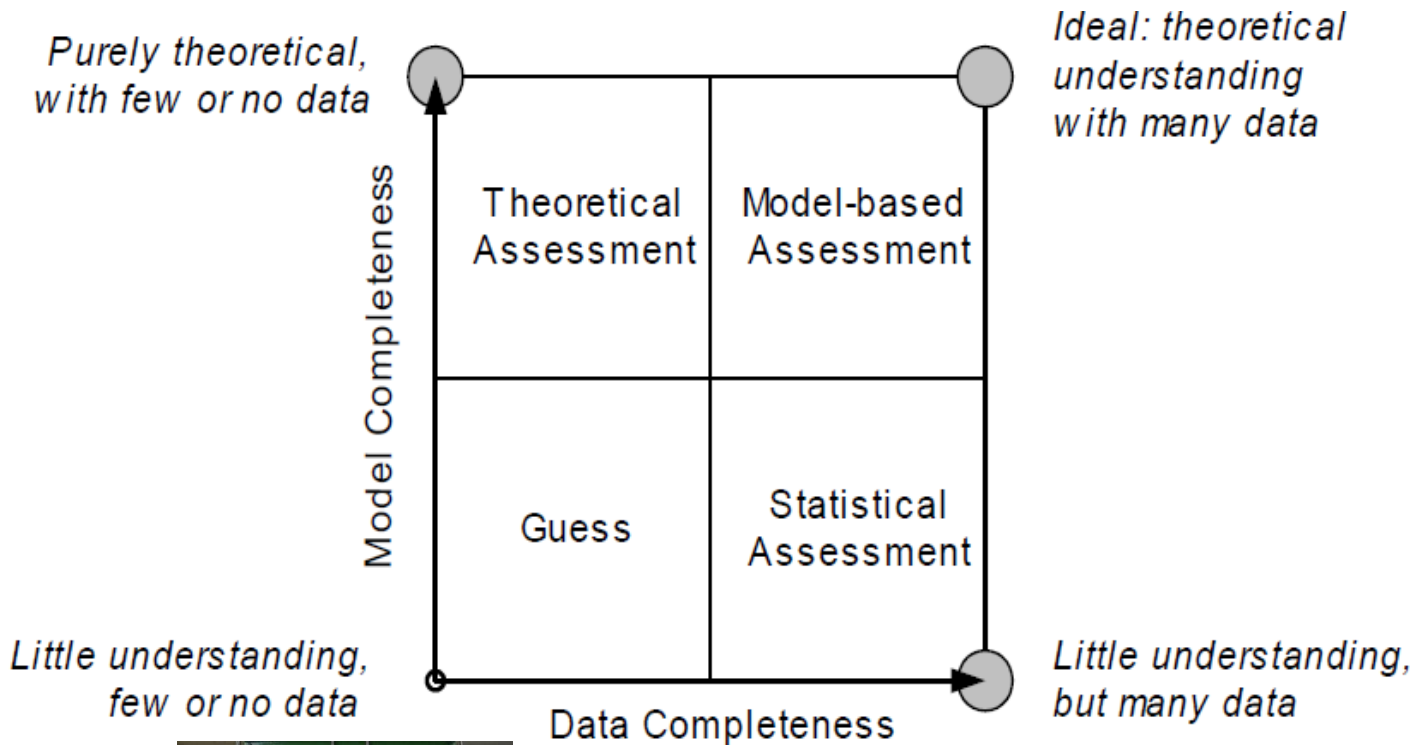 Purely theoretical,
with few or no data
Ideal: theoretical
understanding
with many data
Model Completeness
Theoretical
Assessment
Model-based
Assessment
Guess
Statistical
Assessment
Little understanding,
few or no data
Data Completeness
Little understanding,
but many data